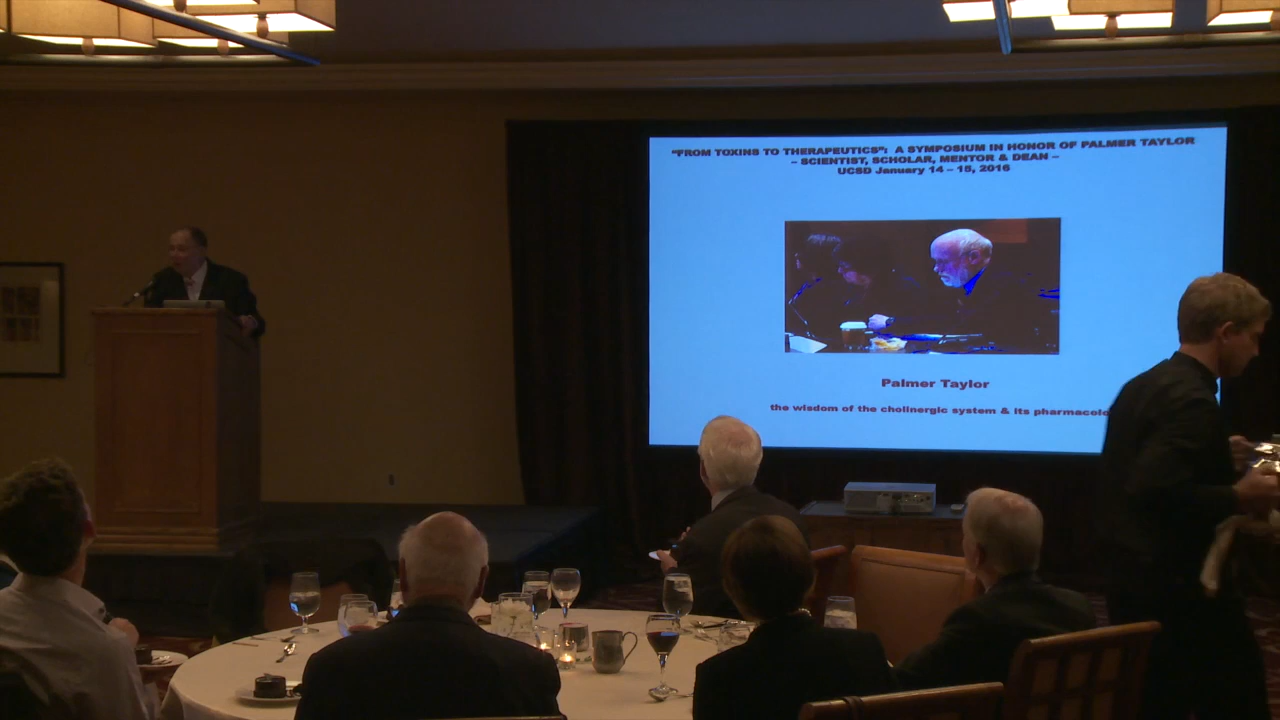 "FROM TOXINS TO THERAPEUTICS": A SYMPOSIUM IN HONOR OF PALMER TAYLOR
– SCIENTIST, SCHOLAR, MENTOR & DEAN –
UCSD January 14 – 15, 2016
Palmer Taylor
the wisdom of the cholinergic system & its pharmacolo